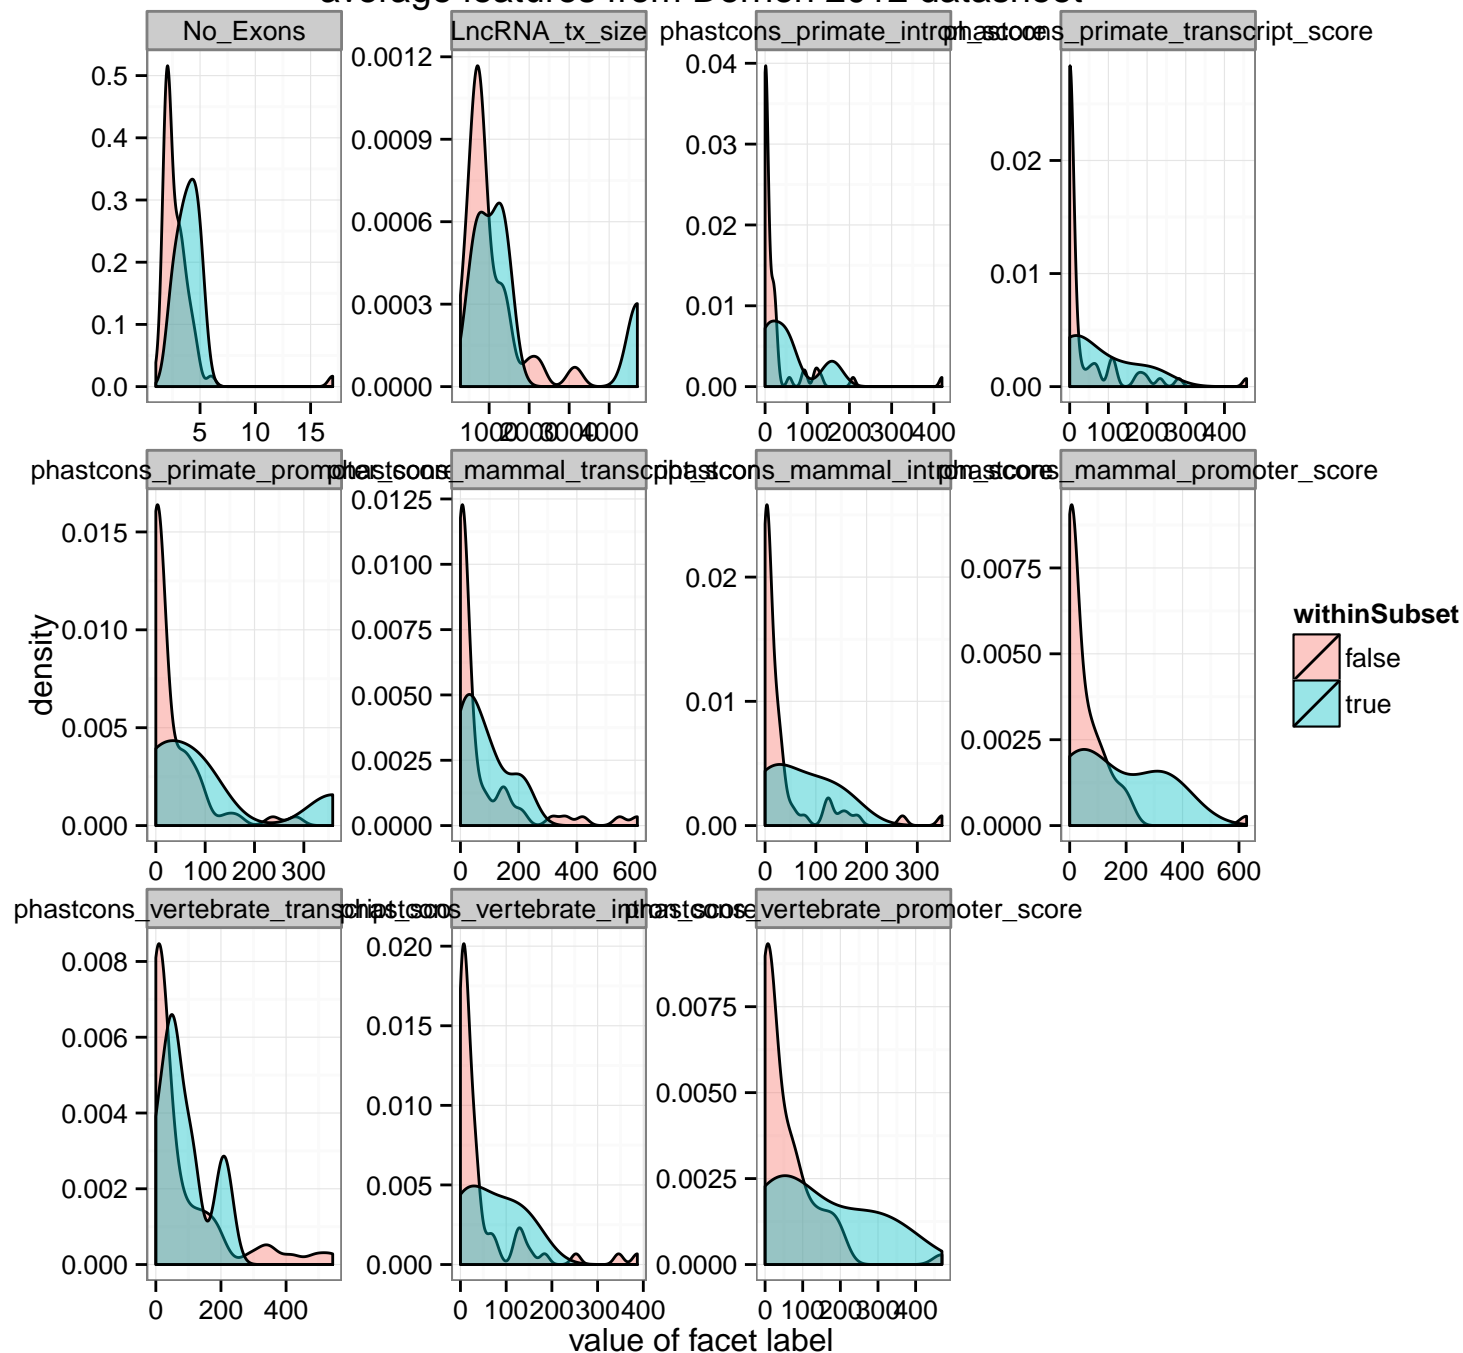 average features from Derrien 2012 datasheet
No_Exons
LncRNA_tx_size
phastcons_primate_intron_score
phastcons_primate_transcript_score
0.5
0.4
0.3
0.2
0.1
0.0
5 10 15
0.0012
0.0009
0.0006
0.0003
0.0000
1000 2000 3000 4000
0.04
0.03
0.02
0.01
0.00
0 100 200 300 400
0.02
0.01
0.00
0 100 200 300 400
phastcons_primate_promoter_score
phastcons_mammal_transcript_score
phastcons_mammal_intron_score
phastcons_mammal_promoter_score
density
0.015
0.010
0.005
0.000
0 100 200 300
0.0125
0.0100
0.0075
0.0050
0.0025
0.0000
0 200 400 600
0.02
0.01
0.00
0 100 200 300
0.0075
0.0050
0.0025
0.0000
0 200 400 600
withinSubset
false
true
phastcons_vertebrate_transcript_score
phastcons_vertebrate_intron_score
phastcons_vertebrate_promoter_score
0.008
0.006
0.004
0.002
0.000
0 200 400
0.020
0.015
0.010
0.005
0.000
0 100 200 300 400
0.0075
0.0050
0.0025
0.0000
0 100 200 300 400
value of facet label